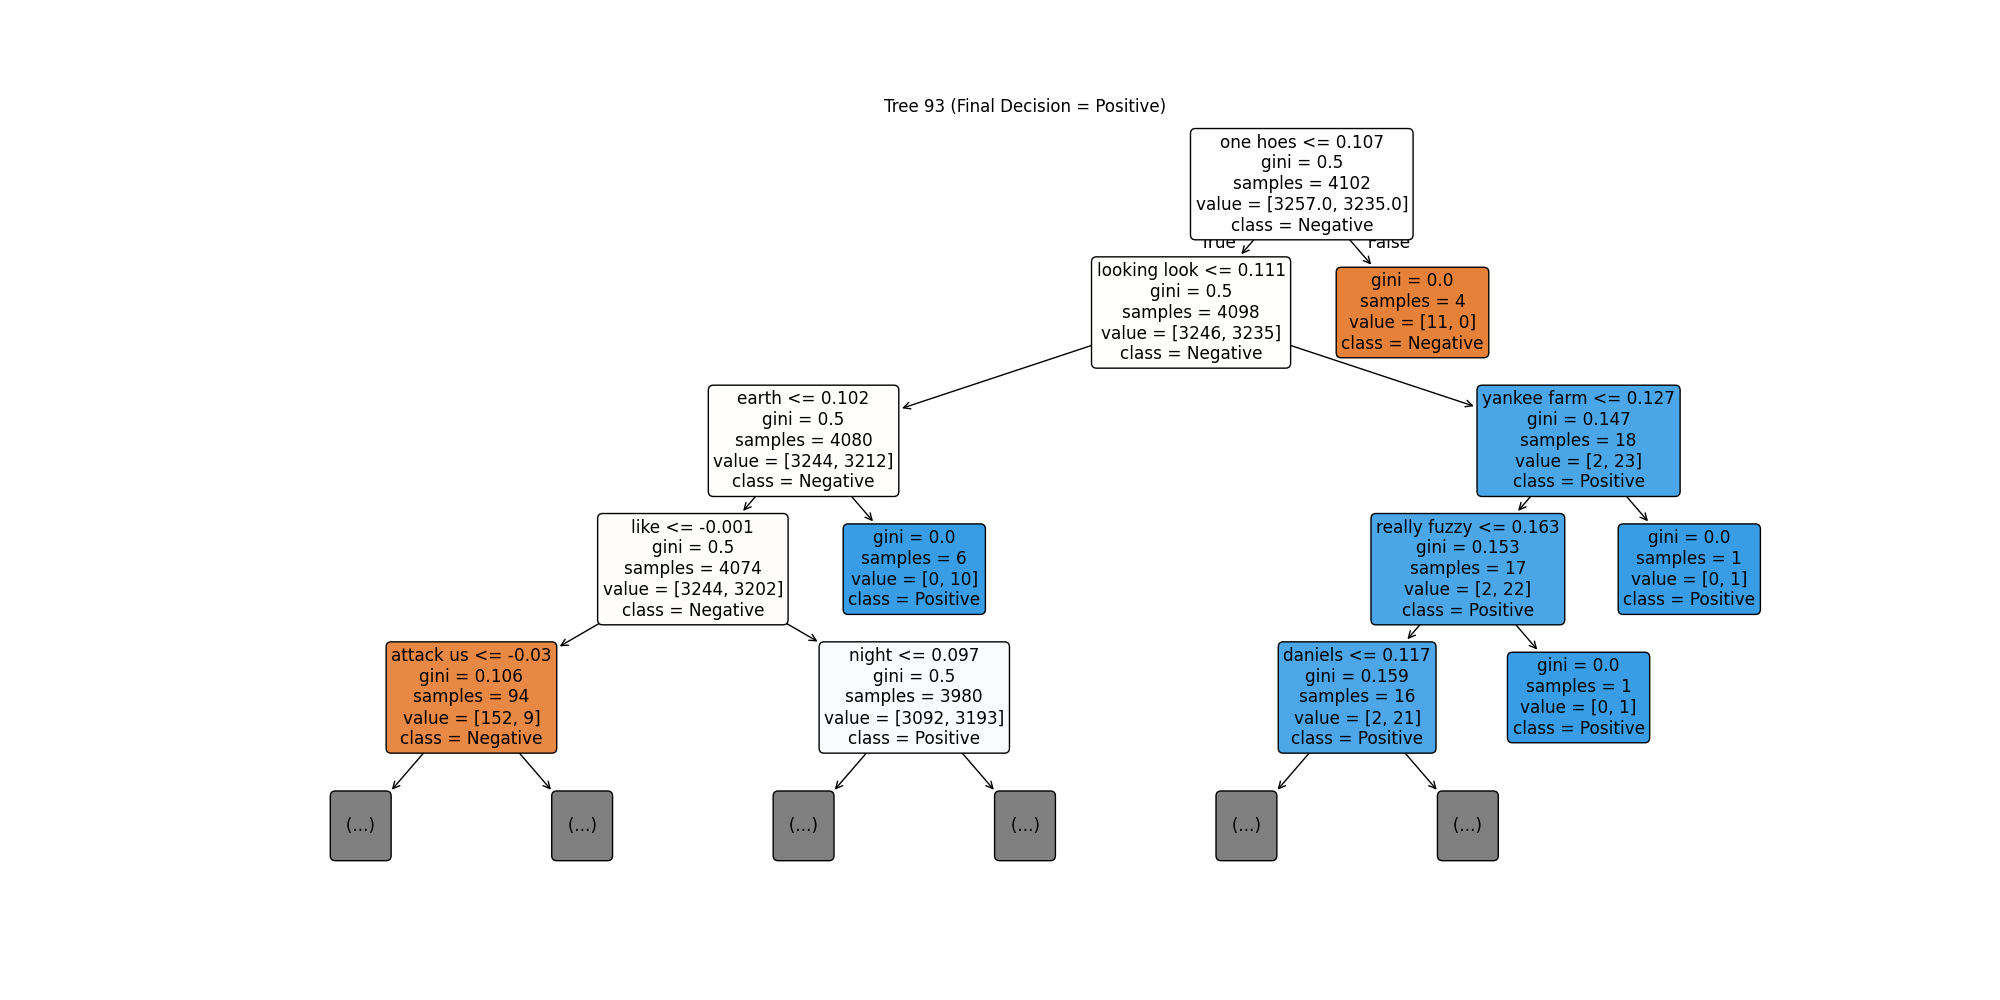 Tree 93 (Final Decision = Positive)
one hoes <= 0.107
gini = 0.5
samples = 4102
value = [3257.0, 3235.0]
class = Negative
True
False
looking look <= 0.111
gini = 0.5
samples = 4098
value = [3246, 3235]
class = Negative
gini = 0.0
samples = 4
value = [11, 0]
class = Negative
earth <= 0.102
gini = 0.5
samples = 4080
value = [3244, 3212]
class = Negative
yankee farm <= 0.127
gini = 0.147
samples = 18
value = [2, 23]
class = Positive
like <= -0.001
gini = 0.5
samples = 4074
value = [3244, 3202]
class = Negative
gini = 0.0
samples = 6
value = [0, 10]
class = Positive
really fuzzy <= 0.163
gini = 0.153
samples = 17
value = [2, 22]
class = Positive
gini = 0.0
samples = 1
value = [0, 1]
class = Positive
attack us <= -0.03
gini = 0.106
samples = 94
value = [152, 9]
class = Negative
night <= 0.097
gini = 0.5
samples = 3980
value = [3092, 3193]
class = Positive
daniels <= 0.117
gini = 0.159
samples = 16
value = [2, 21]
class = Positive
gini = 0.0
samples = 1
value = [0, 1]
class = Positive
(...)
(...)
(...)
(...)
(...)
(...)